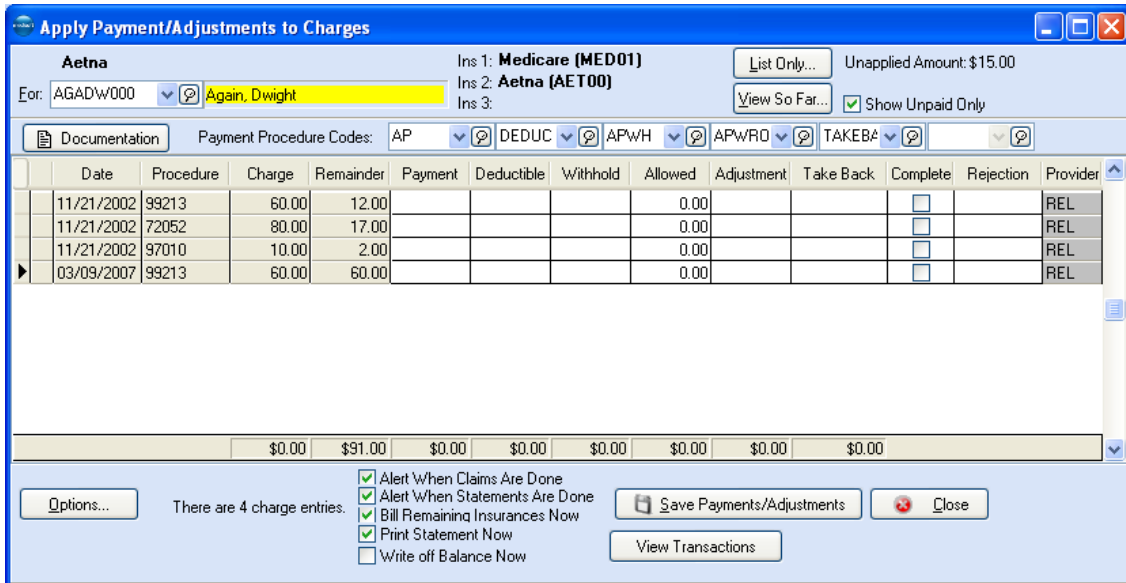 Apply Payment/Adjustments to Charges
Aetna
Ins 1: Medicare (MED01)
List Only...
Unapplied Amount: $15.00
Ins 2: Aetna (AET00)
For: AGADW000 Again, Dwight
Ins 3:
View So Far...
Show Unpaid Only
Documentation Payment Procedure Codes: AP DEDUC APWH APWRO TAKEBA
Date Procedure Charge Remainder Payment Deductible Withhold Allowed Adjustment Take Back Complete Rejection Provider
11/21/2002 99213 60.00 12.00 0.00 REL
11/21/2002 72052 80.00 17.00 0.00 REL
11/21/2002 97010 10.00 2.00 0.00 REL
03/09/2007 99213 60.00 60.00 0.00 REL
$0.00 $91.00 $0.00 $0.00 $0.00 $0.00 $0.00 $0.00
Options...
There are 4 charge entries.
Alert When Claims Are Done
Alert When Statements Are Done
Bill Remaining Insurances Now
Print Statement Now
Write off Balance Now
Save Payments/Adjustments
Close
View Transactions